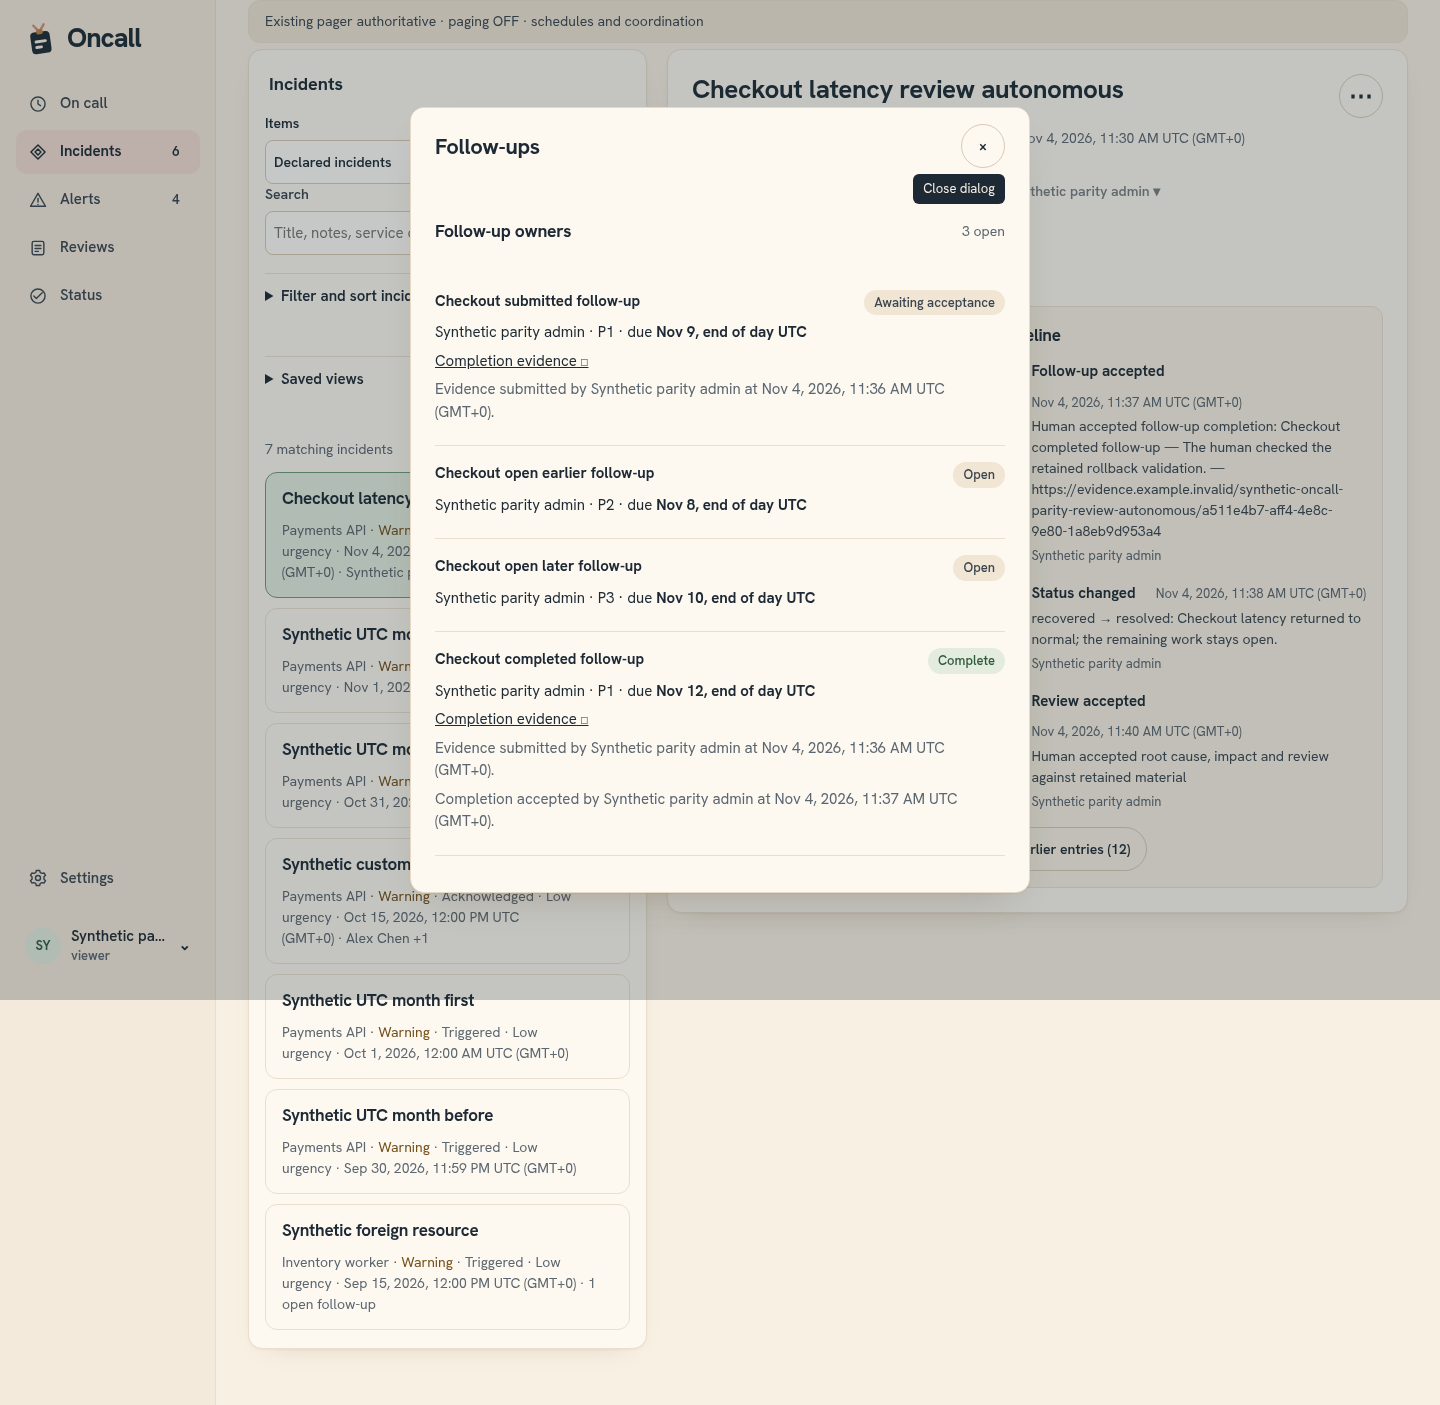 Oncall
On call
Incidents 6
Alerts 4
Reviews
Status
Settings
SY
Synthetic pa...
viewer
Existing pager authoritative · paging OFF · schedules and coordination
Incidents
Items
Declared incidents
Search
Title, notes, service
Filter and sort
Saved views
7 matching incidents
Checkout latency
Payments API ·
urgency · Nov 4,
(GMT+0) · Synthetic
Synthetic UTC
Payments API ·
urgency · Nov 1,
Synthetic UTC
Payments API ·
urgency · Oct 31,
Synthetic
Payments API · Warning · Acknowledged · Low
urgency · Oct 15, 2026, 12:00 PM UTC
(GMT+0) · Alex Chen +1
Synthetic UTC month first
Payments API · Warning · Triggered · Low
urgency · Oct 1, 2026, 12:00 AM UTC (GMT+0)
Synthetic UTC month before
Payments API · Warning · Triggered · Low
urgency · Sep 30, 2026, 11:59 PM UTC (GMT+0)
Synthetic foreign resource
Inventory worker · Warning · Triggered · Low
urgency · Sep 15, 2026, 12:00 PM UTC (GMT+0) · 1
open follow-up
Checkout latency review autonomous
4, 2026, 11:30 AM UTC (GMT+0)
parity admin ▾
Follow-up accepted
Nov 4, 2026, 11:37 AM UTC (GMT+0)
Human accepted follow-up completion: Checkout
completed follow-up — The human checked the
retained rollback validation. —
https://evidence.example.invalid/synthetic-oncall-
parity-review-autonomous/a511e4b7-aff4-4e8c-
9e80-1a8eb9d953a4
Synthetic parity admin
Status changed Nov 4, 2026, 11:38 AM UTC (GMT+0)
recovered → resolved: Checkout latency returned to
normal; the remaining work stays open.
Synthetic parity admin
Review accepted
Nov 4, 2026, 11:40 AM UTC (GMT+0)
Human accepted root cause, impact and review
against retained material
Synthetic parity admin
entries (12)
Follow-ups
×
Close dialog
Follow-up owners 3 open
Checkout submitted follow-up Awaiting acceptance
Synthetic parity admin · P1 · due Nov 9, end of day UTC
Completion evidence
Evidence submitted by Synthetic parity admin at Nov 4, 2026, 11:36 AM UTC
(GMT+0).
Checkout open earlier follow-up Open
Synthetic parity admin · P2 · due Nov 8, end of day UTC
Checkout open later follow-up Open
Synthetic parity admin · P3 · due Nov 10, end of day UTC
Checkout completed follow-up Complete
Synthetic parity admin · P1 · due Nov 12, end of day UTC
Completion evidence
Evidence submitted by Synthetic parity admin at Nov 4, 2026, 11:36 AM UTC
(GMT+0).
Completion accepted by Synthetic parity admin at Nov 4, 2026, 11:37 AM UTC
(GMT+0).